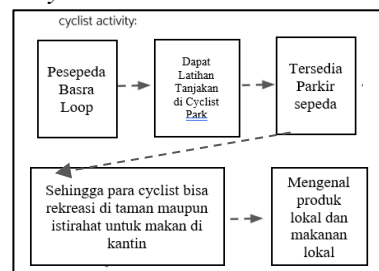 cyclist activity:
Pesepeda
Basra
Loop
Dapat
Latihan
Tanjakan
di Cyclist
Park
Tersedia
Parkir
sepeda
Sehingga para cyclist bisa
rekreasi di taman maupun
istirahat untuk makan di
kantin
Mengenal
produk
lokal dan
makanan
lokal